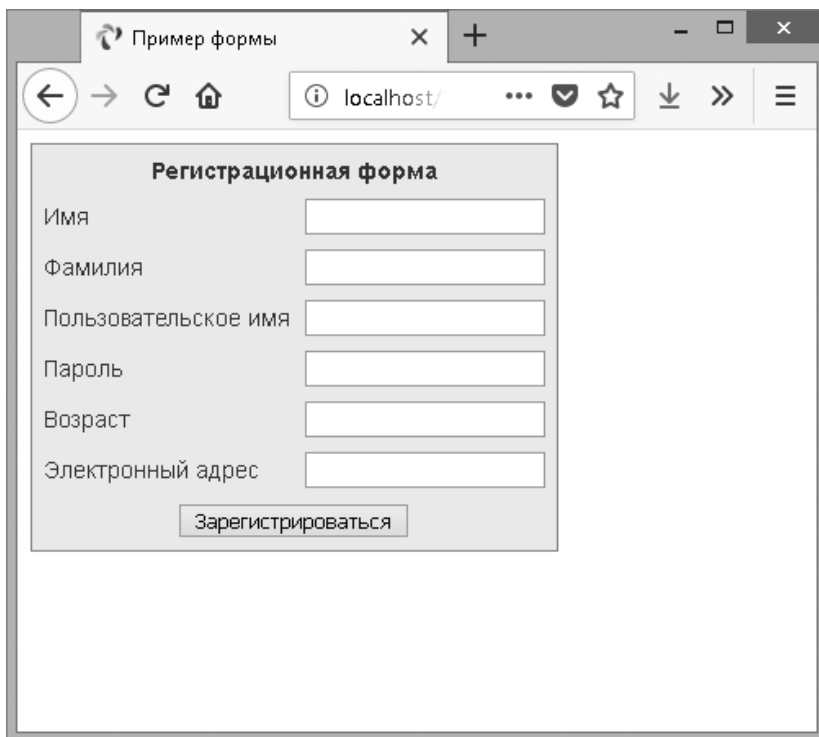 Пример формы
localhost/
Регистрационная форма
Имя
Фамилия
Пользовательское имя
Пароль
Возраст
Электронный адрес
Зарегистрироваться